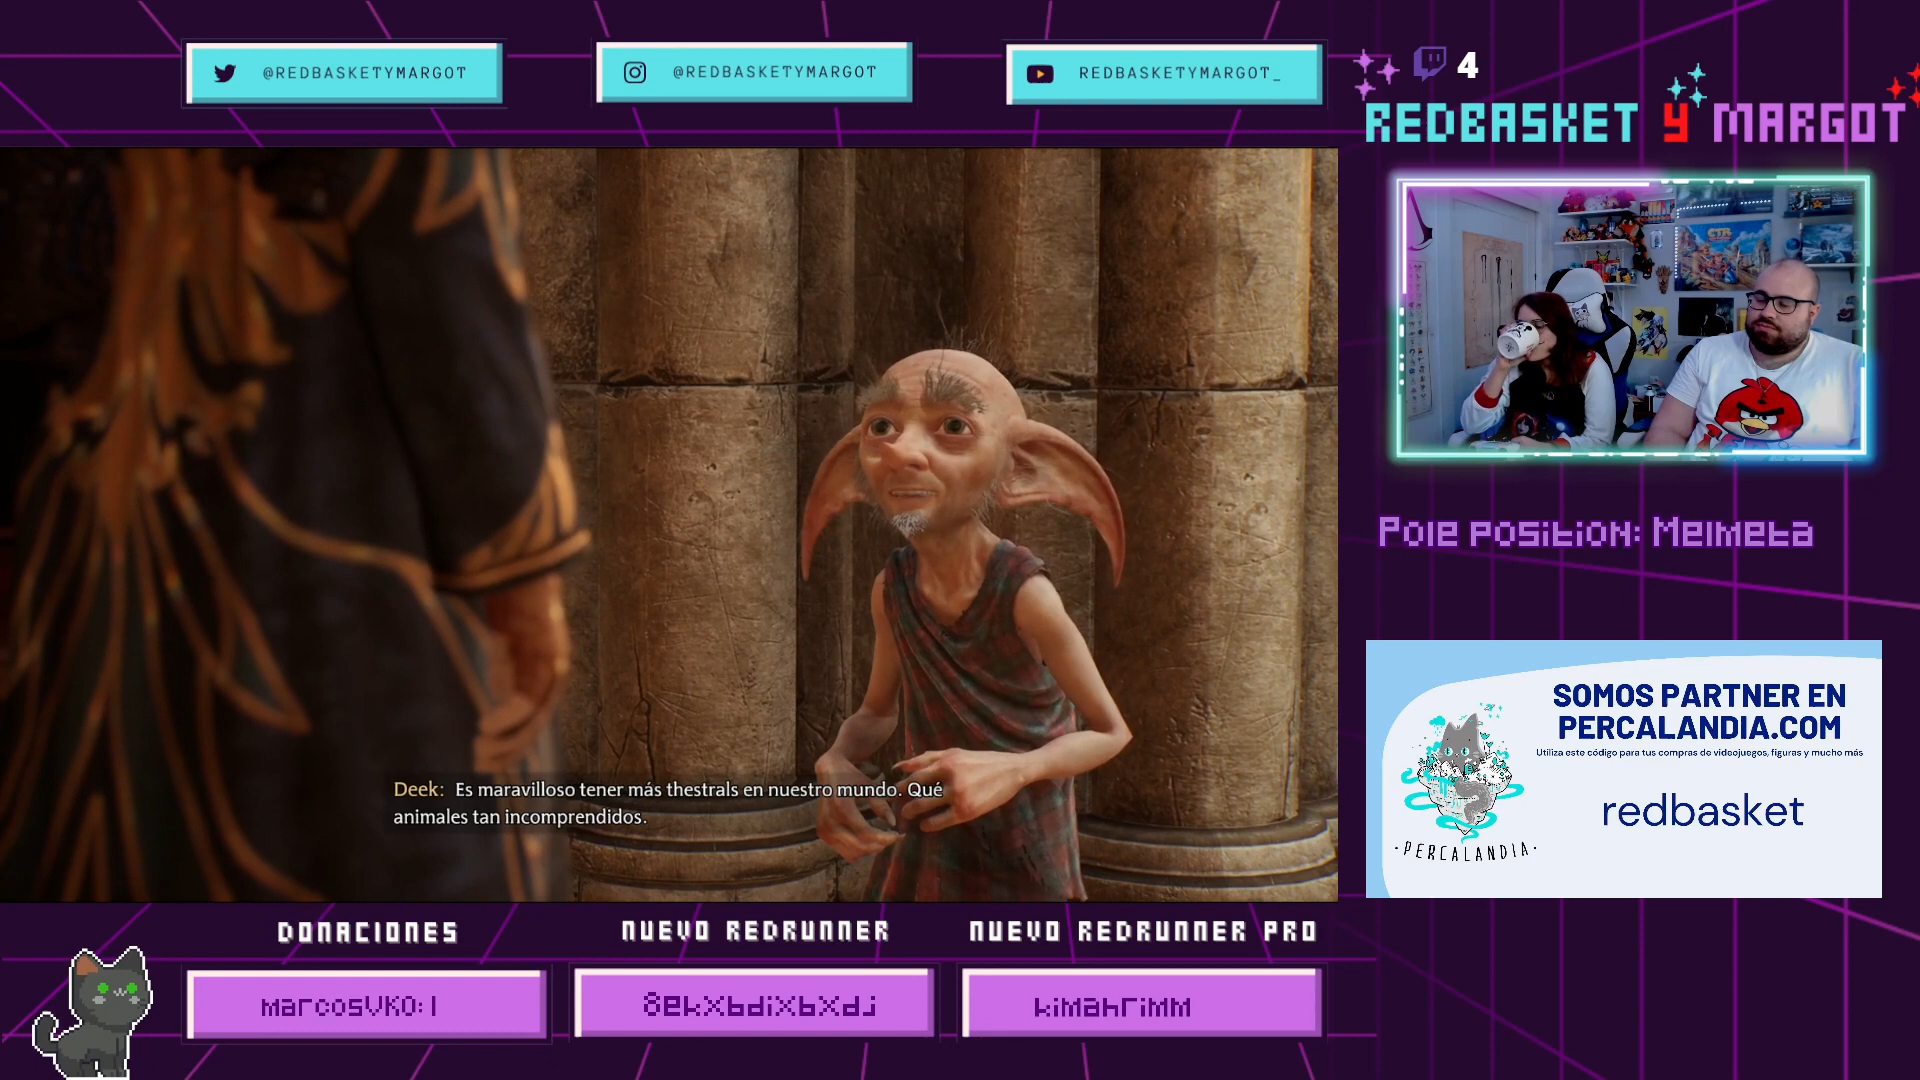 @REDBASKETYMARGOT
@REDBASKETYMARGOT
REDBASKETYMARGOT_
4
REDBASKET Y MARGOT
Pole position: Melmeta
Deek: Es maravilloso tener más thestrals en nuestro mundo. Qué
animales tan incomprendidos.
SOMOS PARTNER EN
PERCALANDIA.COM
Utiliza este código para tus compras de videojuegos, figuras y mucho más
redbasket
·PERCALANDIA·
DONACIONES
NUEVO REDRUNNER
NUEVO REDRUNNER PRO
marcosVKO: 1
8ekXbdiXbXdj
kimahrimm